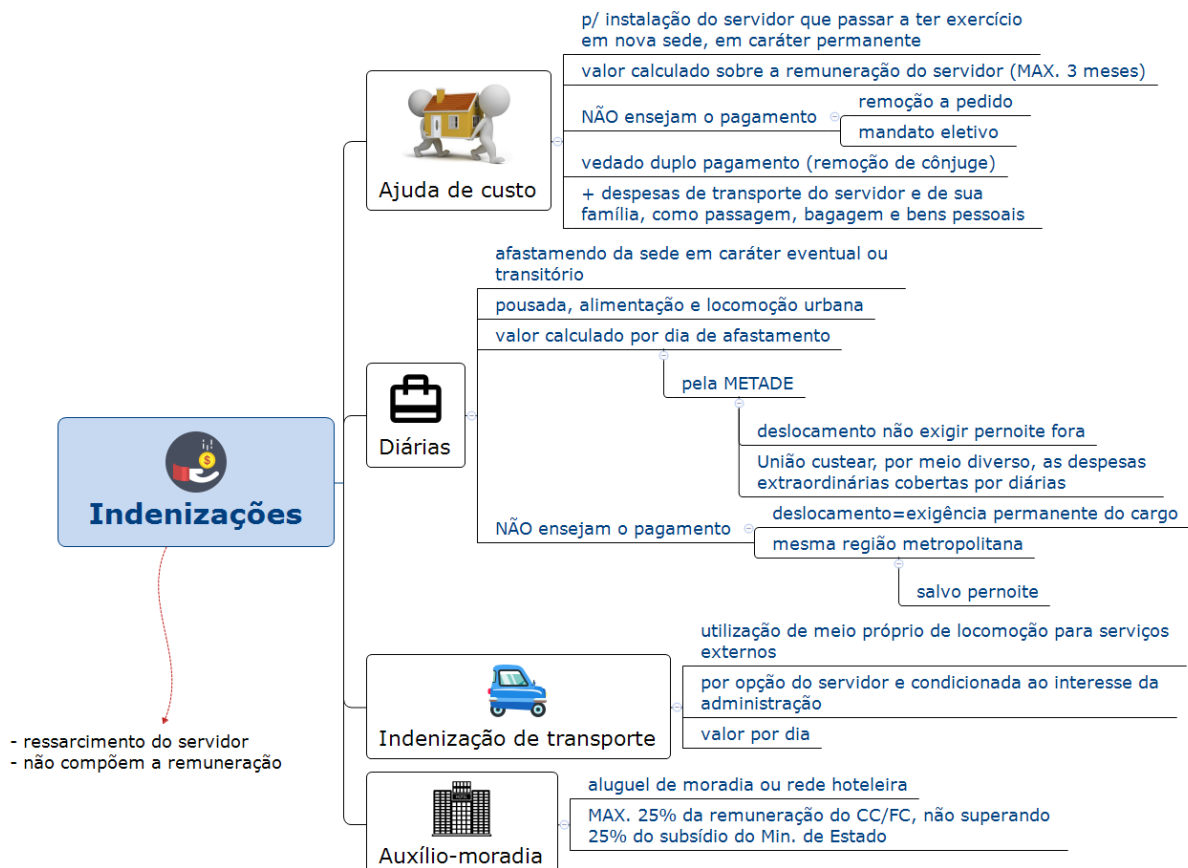 Indenizações
- ressarcimento do servidor
- não compõem a remuneração
Ajuda de custo
p/ instalação do servidor que passar a ter exercício
em nova sede, em caráter permanente
valor calculado sobre a remuneração do servidor (MAX. 3 meses)
NÃO ensejam o pagamento
remoção a pedido
mandato eletivo
vedado duplo pagamento (remoção de cônjuge)
+ despesas de transporte do servidor e de sua
família, como passagem, bagagem e bens pessoais
Diárias
afastamendo da sede em caráter eventual ou
transitório
pousada, alimentação e locomoção urbana
valor calculado por dia de afastamento
pela METADE
deslocamento não exigir pernoite fora
União custear, por meio diverso, as despesas
extraordinárias cobertas por diárias
NÃO ensejam o pagamento
deslocamento=exigência permanente do cargo
mesma região metropolitana
salvo pernoite
Indenização de transporte
utilização de meio próprio de locomoção para serviços
externos
por opção do servidor e condicionada ao interesse da
administração
valor por dia
Auxílio-moradia
aluguel de moradia ou rede hoteleira
MAX. 25% da remuneração do CC/FC, não superando
25% do subsídio do Min. de Estado